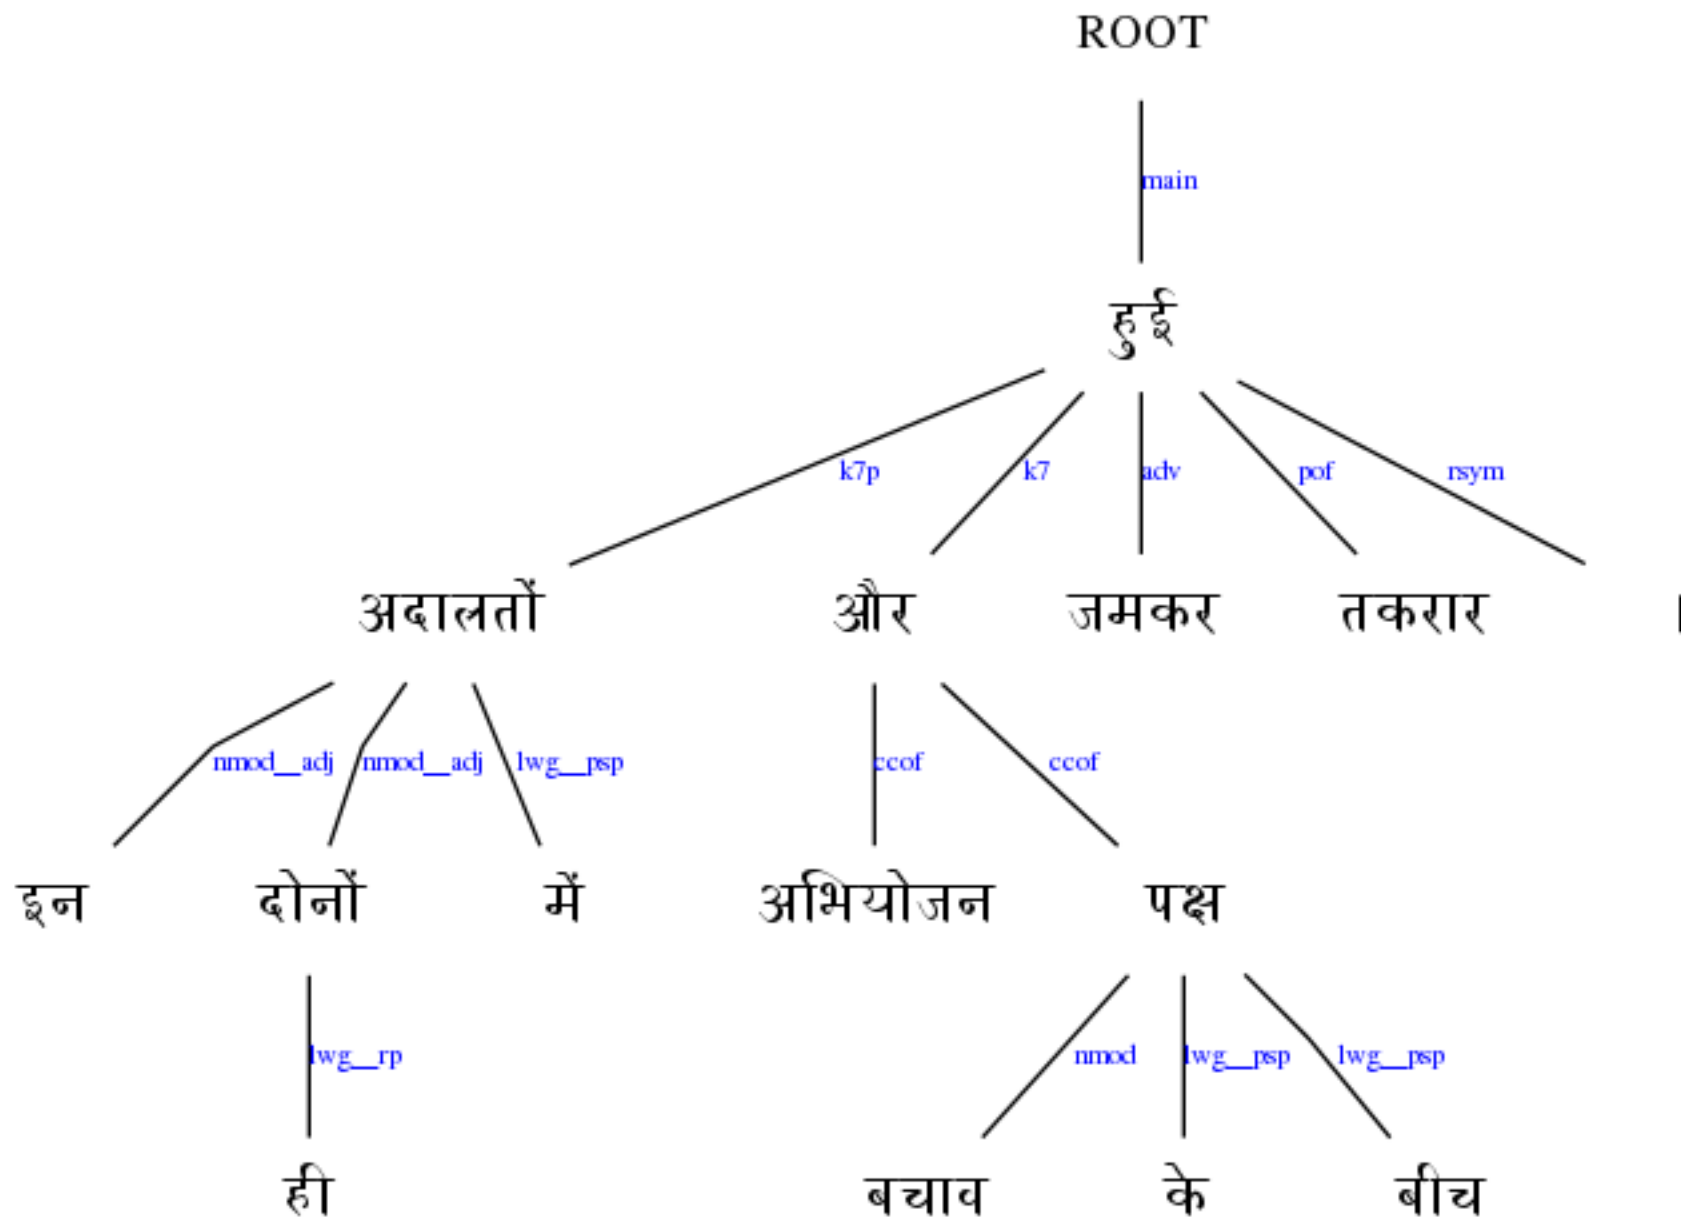 ROOT
main
हुई
k7p k7 adv pof rsym
अदालतों और जमकर तकरार ।
nmod__adj nmod__adj lwg__psp ccof ccof
इन दोनों में अभियोजन पक्ष
lwg__rp nmod lwg__psp lwg__psp
ही बचाव के बीच